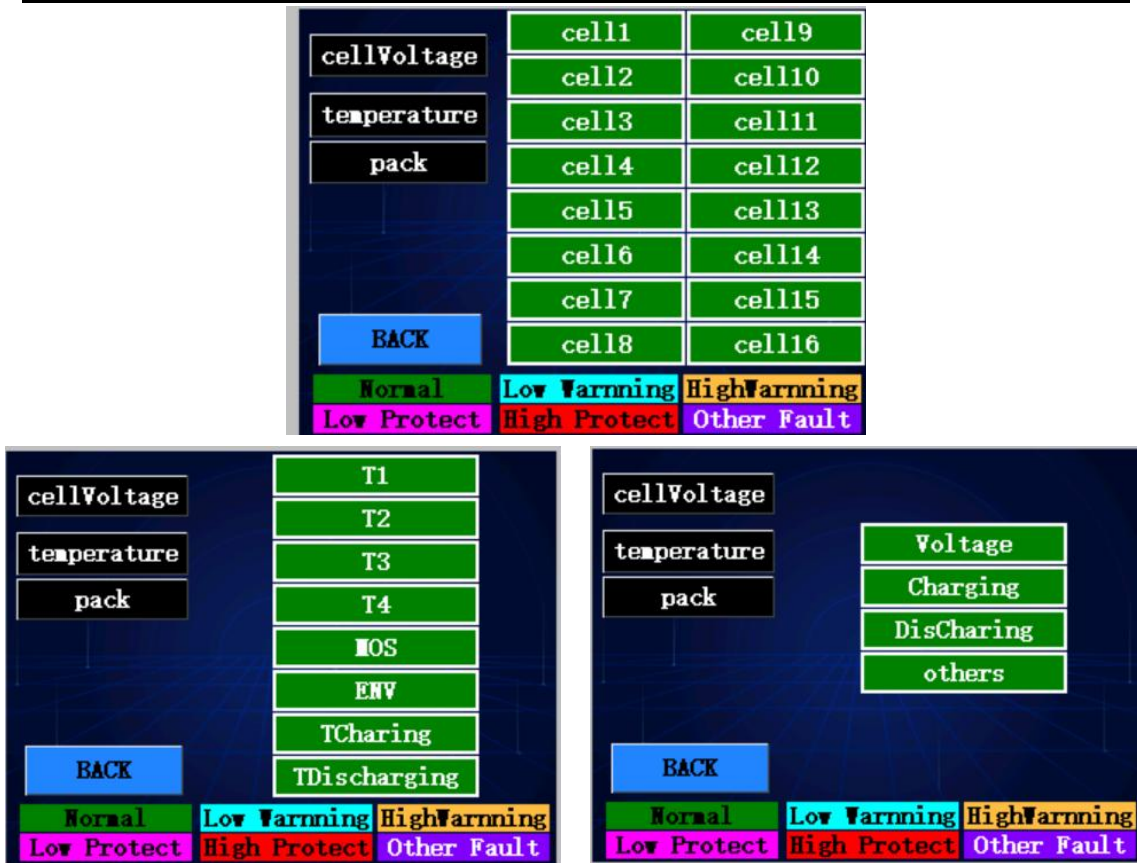 cellVoltage
temperature
pack
BACK
cell1 cell9
cell2 cell10
cell3 cell11
cell4 cell12
cell5 cell13
cell6 cell14
cell7 cell15
cell8 cell16
Normal Low Warnning HighWarnning
Low Protect High Protect Other Fault
cellVoltage
temperature
pack
BACK
T1
T2
T3
T4
MOS
ENV
TCharing
TDischarging
Normal Low Warnning HighWarnning
Low Protect High Protect Other Fault
cellVoltage
temperature
pack
BACK
Voltage
Charging
DisCharing
others
Normal Low Warnning HighWarnning
Low Protect High Protect Other Fault